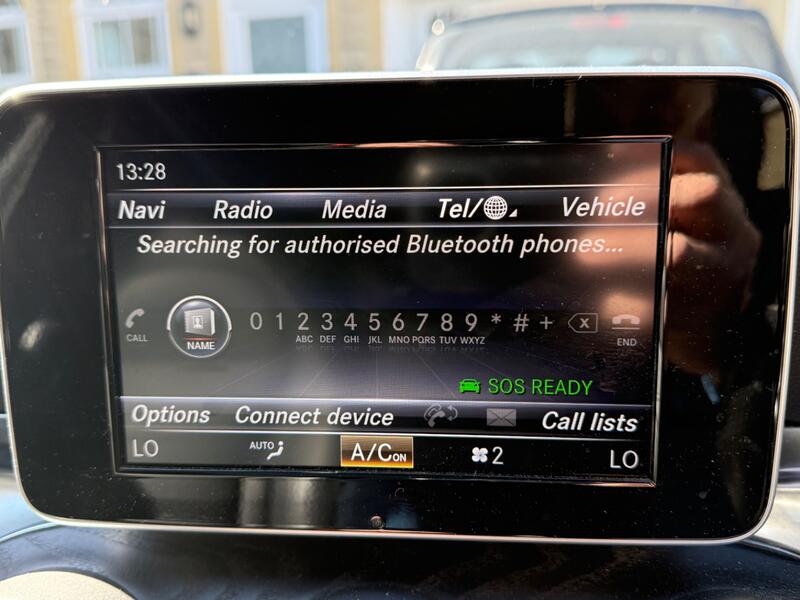 13:28
Navi Radio Media Tel/ Vehicle
Searching for authorised Bluetooth phones...
0 1 2 3 4 5 6 7 8 9 * # +
CALL NAME ABC DEF GHI JKL MNO PQRS TUV WXYZ X END
SOS READY
Options Connect device Call lists
LO AUTO A/C ON 2 LO